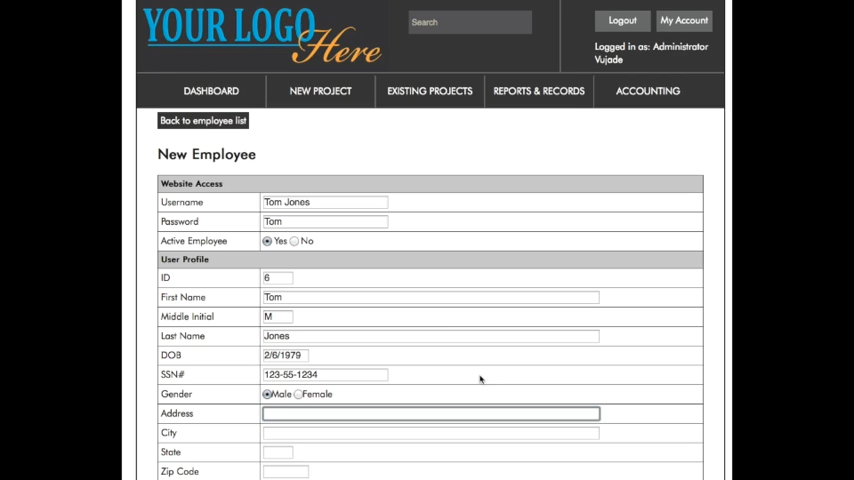 YOUR LOGO
Here
Search
Logout
My Account
Logged in as: Administrator
Vujade
DASHBOARD
NEW PROJECT
EXISTING PROJECTS
REPORTS & RECORDS
ACCOUNTING
Back to employee list
New Employee
Website Access
Username Tom Jones
Password Tom
Active Employee Yes No
User Profile
ID 6
First Name Tom
Middle Initial M
Last Name Jones
DOB 2/6/1979
SSN# 123-55-1234
Gender Male Female
Address
City
State
Zip Code